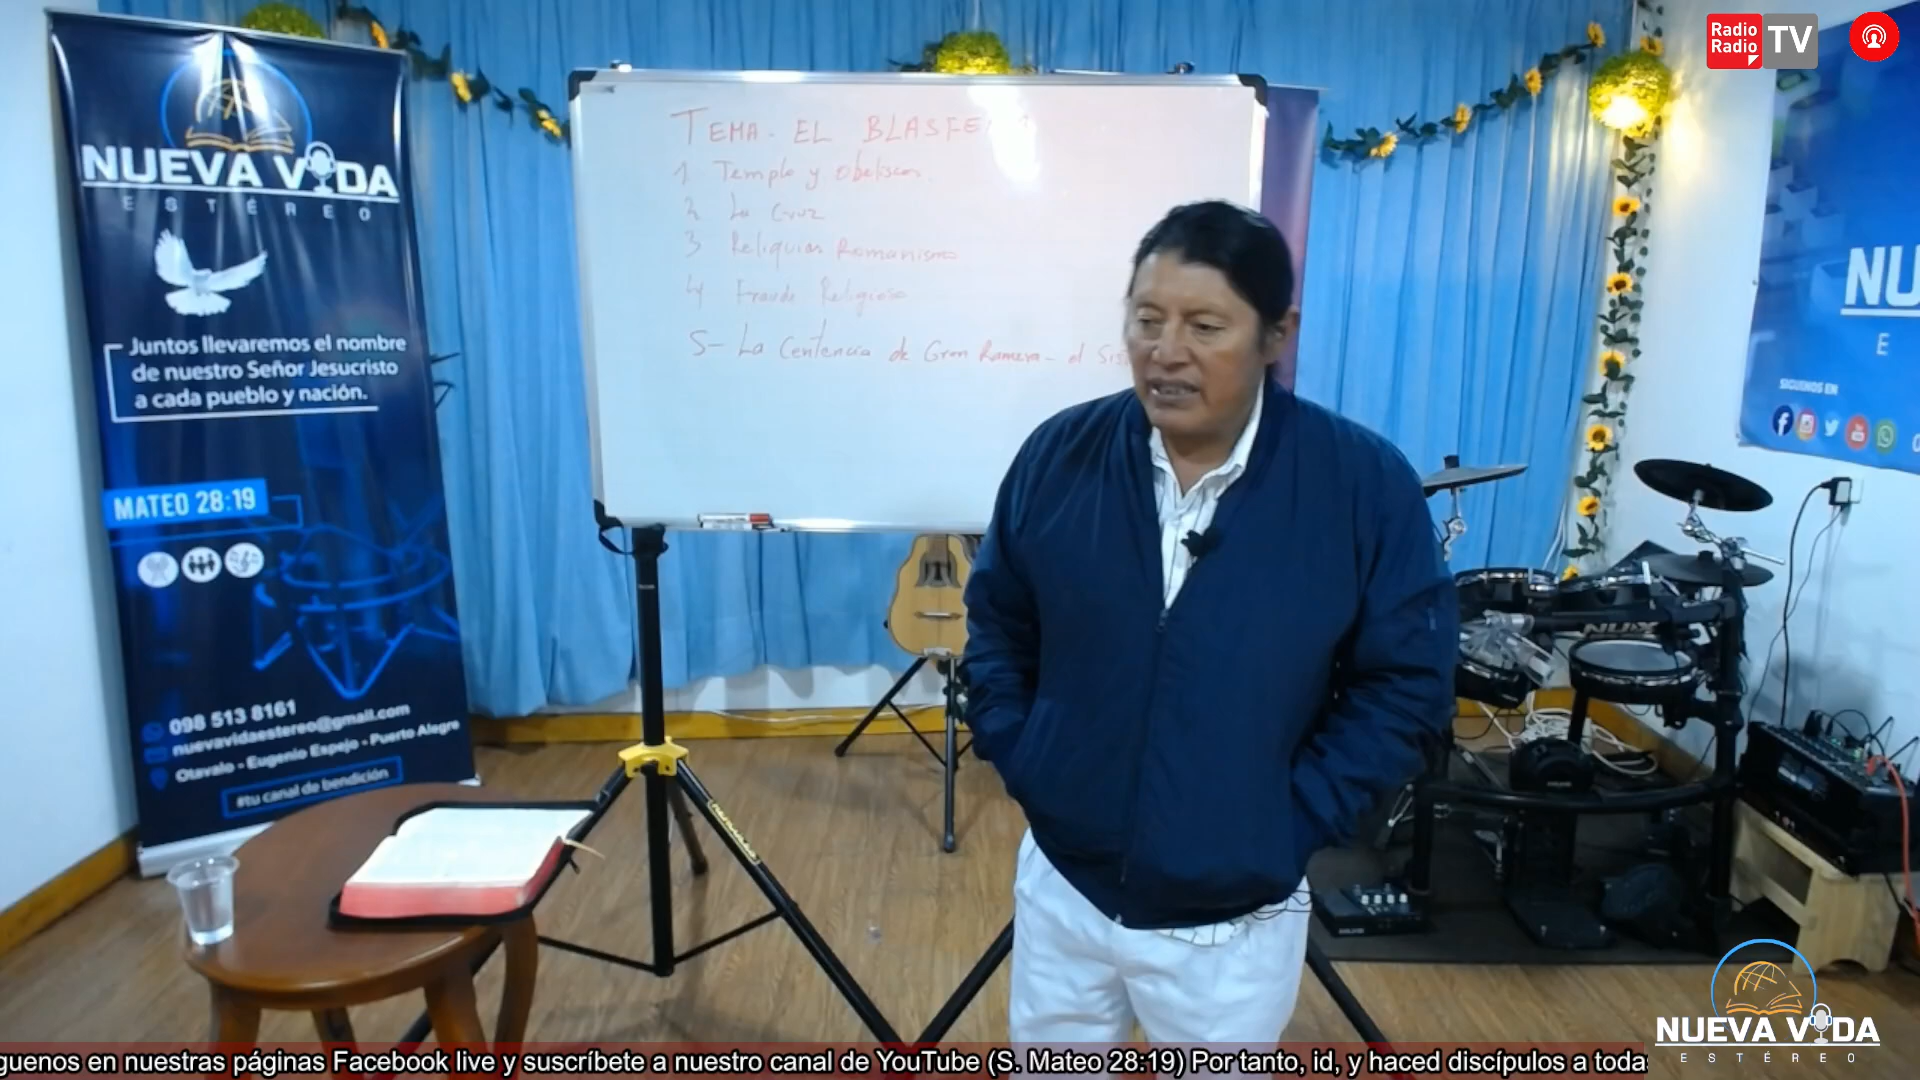 Radio
Radio
TV
NUEVA VIDA
ESTÉREO
Juntos llevaremos el nombre
de nuestro Señor Jesucristo
a cada pueblo y nación.
MATEO 28:19
098 513 8161
nuevavidaestereo@gmail.com
Otavalo - Eugenio Espejo - Puerto Alegre
#tu canal de bendición
TEMA. EL BLASFE
1 Templo y obeliscos.
2 La Cruz
3 Reliquias Romanismo
4 Fraude Religioso
5- La Centencia de Gran Ramera - el Sis
NU
E
SIGUENOS EN
NUX
NUEVA VIDA
ESTÉREO
guenos en nuestras páginas Facebook live y suscríbete a nuestro canal de YouTube (S. Mateo 28:19) Por tanto, id, y haced discípulos a toda